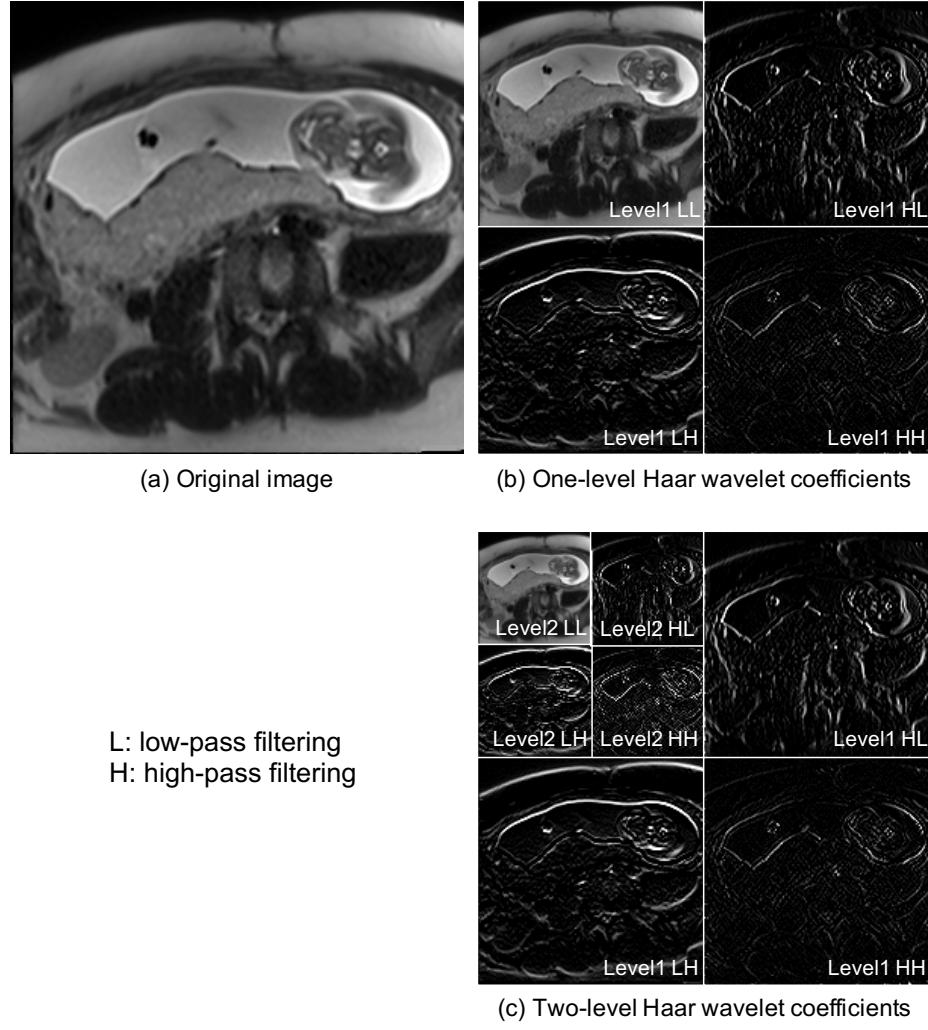 Level1 LL
Level1 HL
Level1 LH
Level1 HH
(a) Original image
(b) One-level Haar wavelet coefficients
Level2 LL
Level2 HL
Level2 LH
Level2 HH
Level1 HL
L: low-pass filtering
H: high-pass filtering
Level1 LH
Level1 HH
(c) Two-level Haar wavelet coefficients